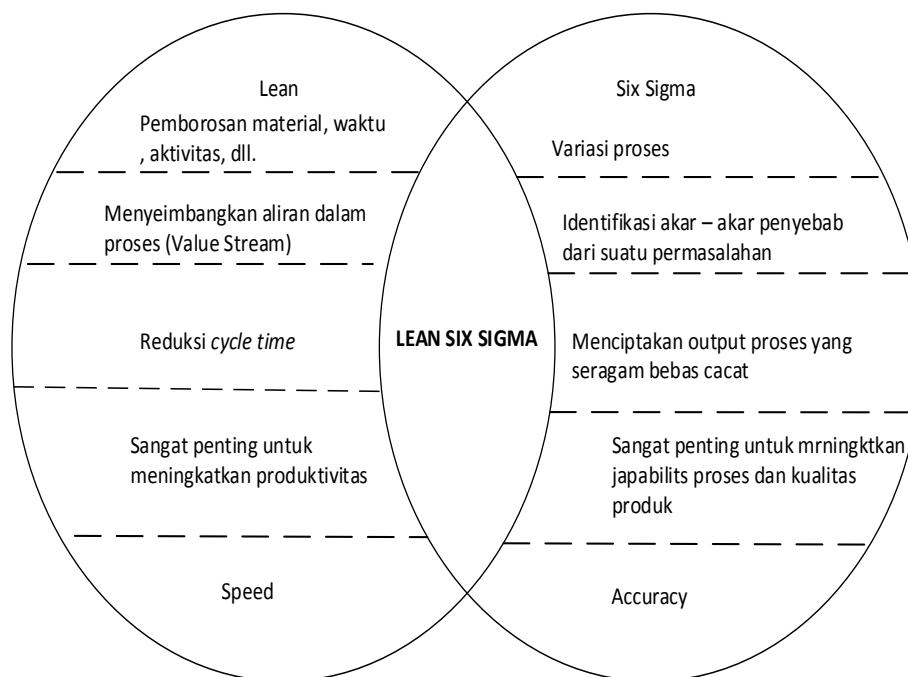 Lean
Pemborosan material, waktu
, aktivitas, dll.
Menyeimbangkan aliran dalam
proses (Value Stream)
Reduksi cycle time
Sangat penting untuk
meningkatkan produktivitas
Speed
LEAN SIX SIGMA
Six Sigma
Variasi proses
Identifikasi akar – akar penyebab
dari suatu permasalahan
Menciptakan output proses yang
seragam bebas cacat
Sangat penting untuk mrningktkan
japabilits proses dan kualitas
produk
Accuracy